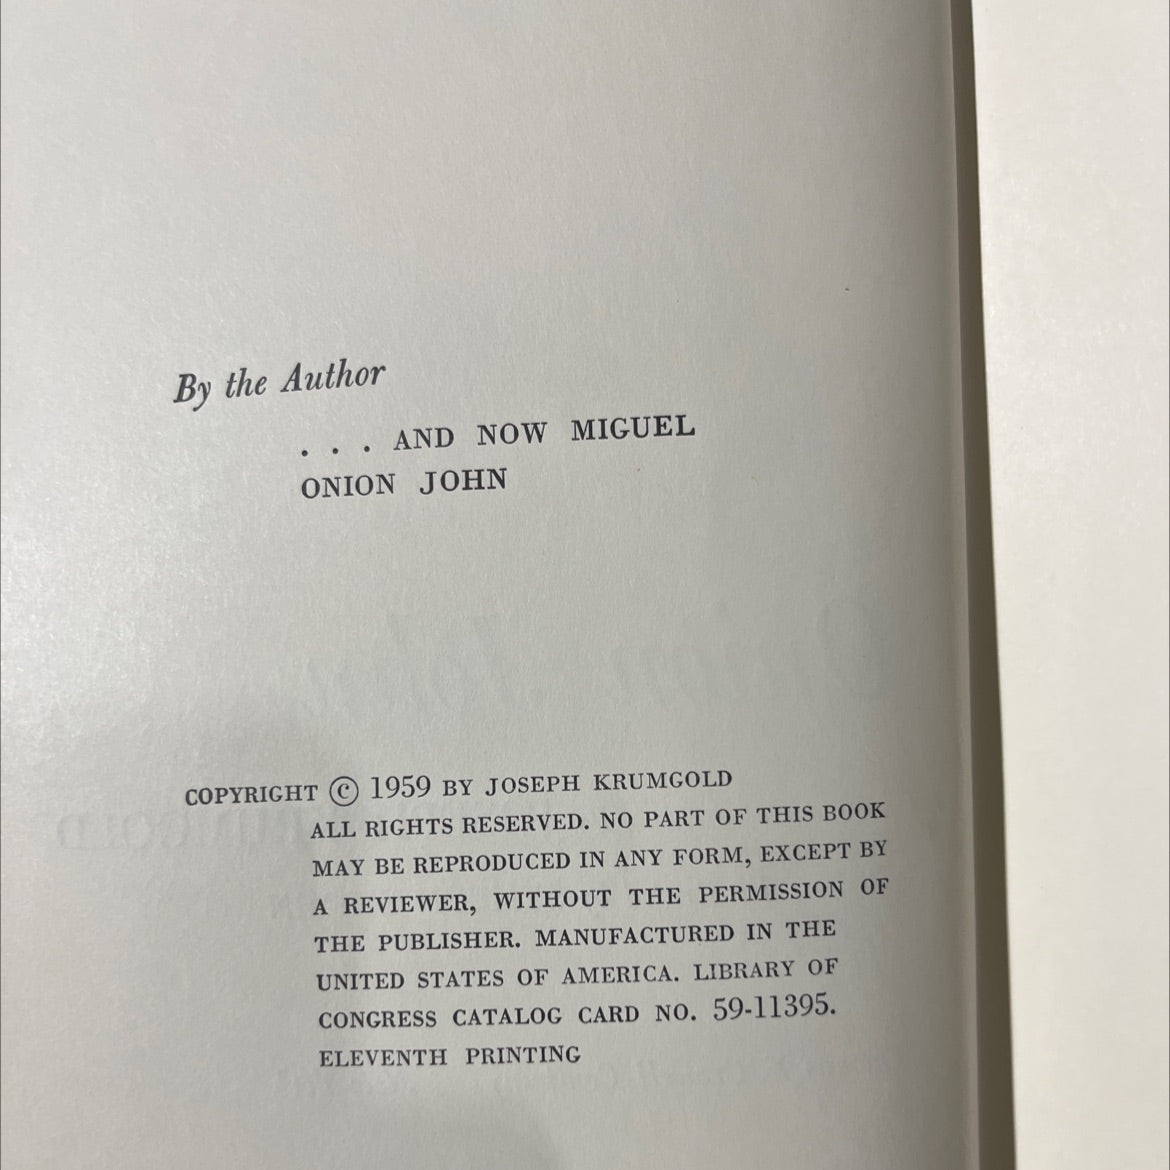 By the Author
. . . AND NOW MIGUEL
ONION JOHN
COPYRIGHT © 1959 BY JOSEPH KRUMGOLD
ALL RIGHTS RESERVED. NO PART OF THIS BOOK
MAY BE REPRODUCED IN ANY FORM, EXCEPT BY
A REVIEWER, WITHOUT THE PERMISSION OF
THE PUBLISHER. MANUFACTURED IN THE
UNITED STATES OF AMERICA. LIBRARY OF
CONGRESS CATALOG CARD NO. 59-11395.
ELEVENTH PRINTING